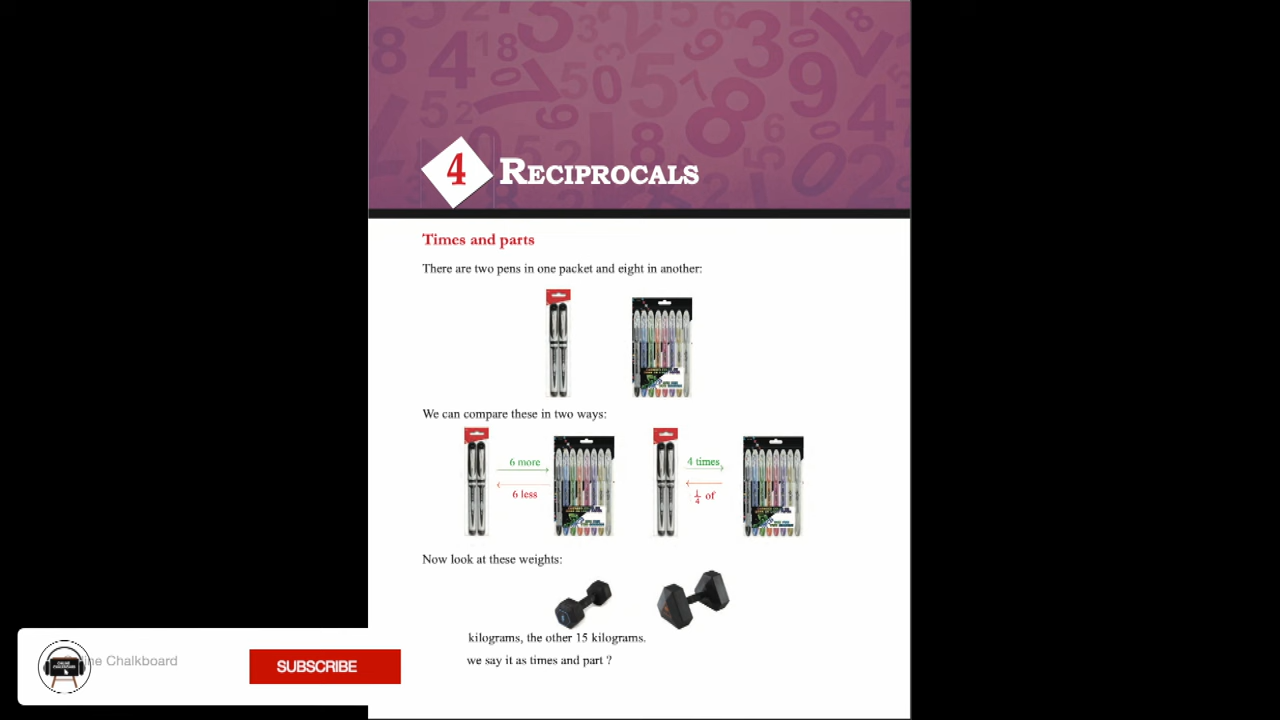 4 RECIPROCALS
Times and parts
There are two pens in one packet and eight in another:
We can compare these in two ways:
6 more
6 less
4 times
1/4 of
Now look at these weights:
kilograms, the other 15 kilograms.
we say it as times and part ?
Chalkboard
SUBSCRIBE